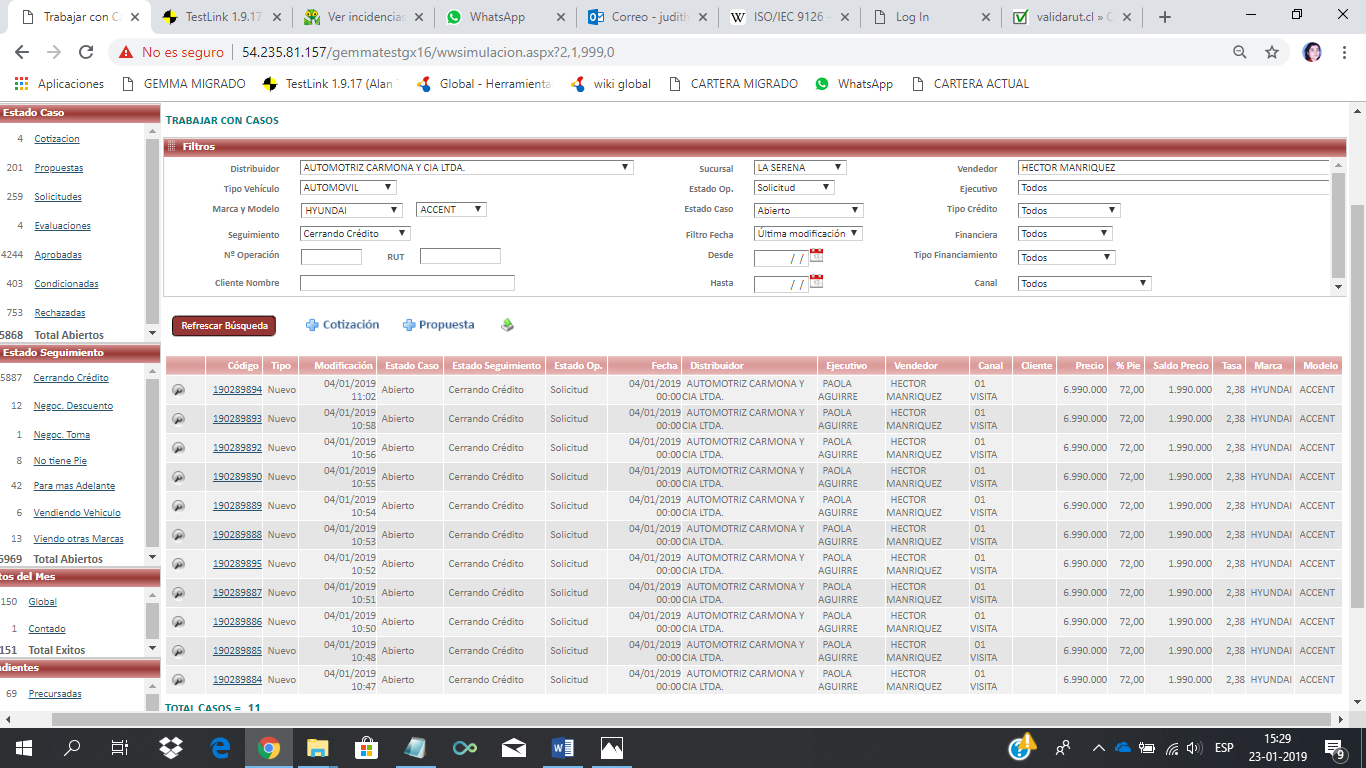 Trabajar con C
TestLink 1.9.17
Ver incidencias
WhatsApp
Correo - judith
ISO/IEC 9126 -
Log In
validarut.cl » C
No es seguro | 54.235.81.157/gemmatestgx16/wwsimulacion.aspx?2,1,999,0
Aplicaciones GEMMA MIGRADO TestLink 1.9.17 (Alan Global - Herramienta wiki global CARTERA MIGRADO WhatsApp CARTERA ACTUAL
Estado Caso
4 Cotizacion
201 Propuestas
259 Solicitudes
4 Evaluaciones
4244 Aprobadas
403 Condicionadas
753 Rechazadas
5868 Total Abiertos
Estado Seguimiento
5887 Cerrando Crédito
12 Negoc. Descuento
1 Negoc. Toma
8 No tiene Pie
42 Para mas Adelante
6 Vendiendo Vehiculo
13 Viendo otras Marcas
5969 Total Abiertos
tos del Mes
150 Global
1 Contado
151 Total Exitos
ndientes
69 Precursadas
TRABAJAR CON CASOS
Filtros
Distribuidor AUTOMOTRIZ CARMONA Y CIA LTDA. Sucursal LA SERENA Vendedor HECTOR MANRIQUEZ
Tipo Vehículo AUTOMOVIL Estado Op. Solicitud Ejecutivo Todos
Marca y Modelo HYUNDAI ACCENT Estado Caso Abierto Tipo Crédito Todos
Seguimiento Cerrando Crédito Filtro Fecha Última modificación Financiera Todos
Nº Operación RUT Desde / / Tipo Financiamiento Todos
Cliente Nombre Hasta / / Canal Todos
Refrescar Búsqueda Cotización Propuesta
Código Tipo Modificación Estado Caso Estado Seguimiento Estado Op. Fecha Distribuidor Ejecutivo Vendedor Canal Cliente Precio % Pie Saldo Precio Tasa Marca Modelo
190289894 Nuevo 04/01/2019 11:02 Abierto Cerrando Crédito Solicitud 04/01/2019 00:00 AUTOMOTRIZ CARMONA Y CIA LTDA. PAOLA AGUIRRE HECTOR MANRIQUEZ 01 VISITA 6.990.000 72,00 1.990.000 2,38 HYUNDAI ACCENT
190289893 Nuevo 04/01/2019 10:58 Abierto Cerrando Crédito Solicitud 04/01/2019 00:00 AUTOMOTRIZ CARMONA Y CIA LTDA. PAOLA AGUIRRE HECTOR MANRIQUEZ 01 VISITA 6.990.000 72,00 1.990.000 2,38 HYUNDAI ACCENT
190289892 Nuevo 04/01/2019 10:56 Abierto Cerrando Crédito Solicitud 04/01/2019 00:00 AUTOMOTRIZ CARMONA Y CIA LTDA. PAOLA AGUIRRE HECTOR MANRIQUEZ 01 VISITA 6.990.000 72,00 1.990.000 2,38 HYUNDAI ACCENT
190289890 Nuevo 04/01/2019 10:55 Abierto Cerrando Crédito Solicitud 04/01/2019 00:00 AUTOMOTRIZ CARMONA Y CIA LTDA. PAOLA AGUIRRE HECTOR MANRIQUEZ 01 VISITA 6.990.000 72,00 1.990.000 2,38 HYUNDAI ACCENT
190289889 Nuevo 04/01/2019 10:54 Abierto Cerrando Crédito Solicitud 04/01/2019 00:00 AUTOMOTRIZ CARMONA Y CIA LTDA. PAOLA AGUIRRE HECTOR MANRIQUEZ 01 VISITA 6.990.000 72,00 1.990.000 2,38 HYUNDAI ACCENT
190289888 Nuevo 04/01/2019 10:53 Abierto Cerrando Crédito Solicitud 04/01/2019 00:00 AUTOMOTRIZ CARMONA Y CIA LTDA. PAOLA AGUIRRE HECTOR MANRIQUEZ 01 VISITA 6.990.000 72,00 1.990.000 2,38 HYUNDAI ACCENT
190289895 Nuevo 04/01/2019 10:52 Abierto Cerrando Crédito Solicitud 04/01/2019 00:00 AUTOMOTRIZ CARMONA Y CIA LTDA. PAOLA AGUIRRE HECTOR MANRIQUEZ 01 VISITA 6.990.000 72,00 1.990.000 2,38 HYUNDAI ACCENT
190289887 Nuevo 04/01/2019 10:51 Abierto Cerrando Crédito Solicitud 04/01/2019 00:00 AUTOMOTRIZ CARMONA Y CIA LTDA. PAOLA AGUIRRE HECTOR MANRIQUEZ 01 VISITA 6.990.000 72,00 1.990.000 2,38 HYUNDAI ACCENT
190289886 Nuevo 04/01/2019 10:50 Abierto Cerrando Crédito Solicitud 04/01/2019 00:00 AUTOMOTRIZ CARMONA Y CIA LTDA. PAOLA AGUIRRE HECTOR MANRIQUEZ 01 VISITA 6.990.000 72,00 1.990.000 2,38 HYUNDAI ACCENT
190289885 Nuevo 04/01/2019 10:48 Abierto Cerrando Crédito Solicitud 04/01/2019 00:00 AUTOMOTRIZ CARMONA Y CIA LTDA. PAOLA AGUIRRE HECTOR MANRIQUEZ 01 VISITA 6.990.000 72,00 1.990.000 2,38 HYUNDAI ACCENT
190289884 Nuevo 04/01/2019 10:47 Abierto Cerrando Crédito Solicitud 04/01/2019 00:00 AUTOMOTRIZ CARMONA Y CIA LTDA. PAOLA AGUIRRE HECTOR MANRIQUEZ 01 VISITA 6.990.000 72,00 1.990.000 2,38 HYUNDAI ACCENT
TOTAL CASOS = 11
ESP
15:29
23-01-2019
9